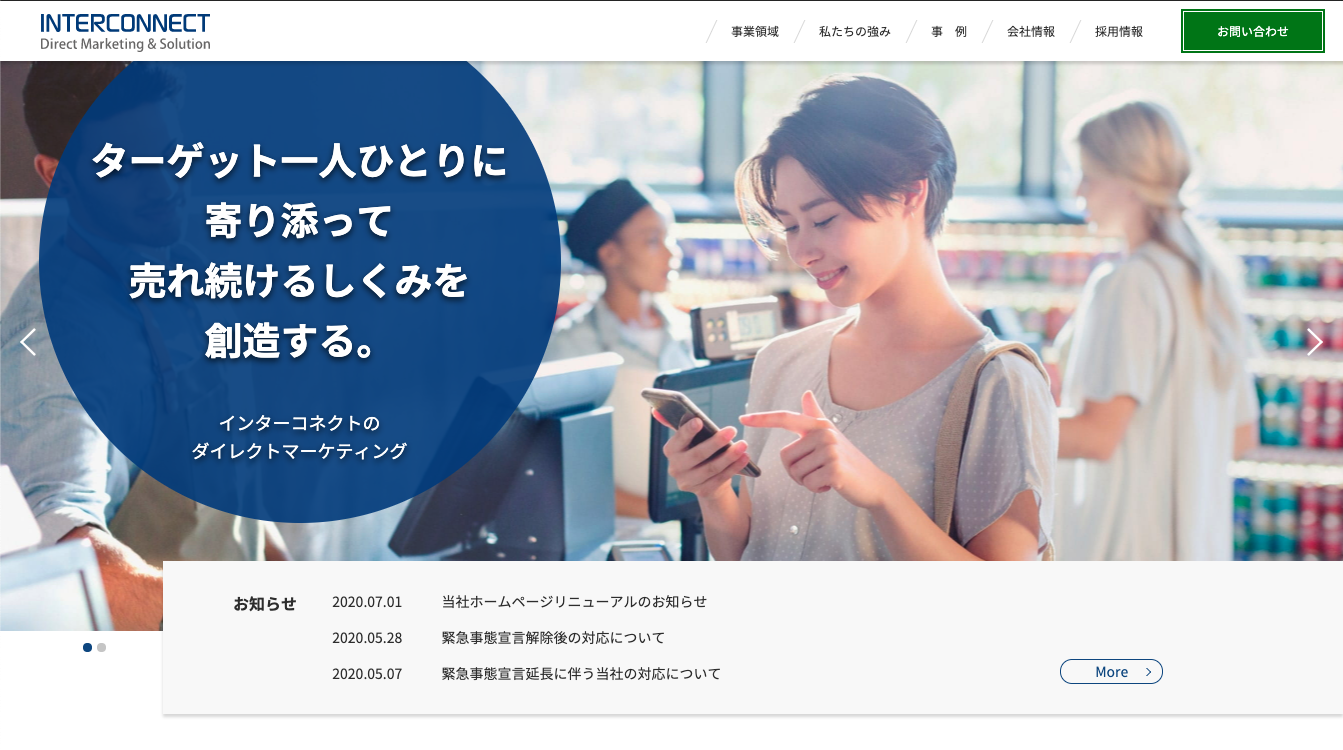 INTERCONNECT
Direct Marketing & Solution
事業領域
私たちの強み
事　例
会社情報
採用情報
お問い合わせ
ターゲット一人ひとりに
寄り添って
売れ続けるしくみを
創造する。
インターコネクトの
ダイレクトマーケティング
お知らせ
2020.07.01 当社ホームページリニューアルのお知らせ
2020.05.28 緊急事態宣言解除後の対応について
2020.05.07 緊急事態宣言延長に伴う当社の対応について
More